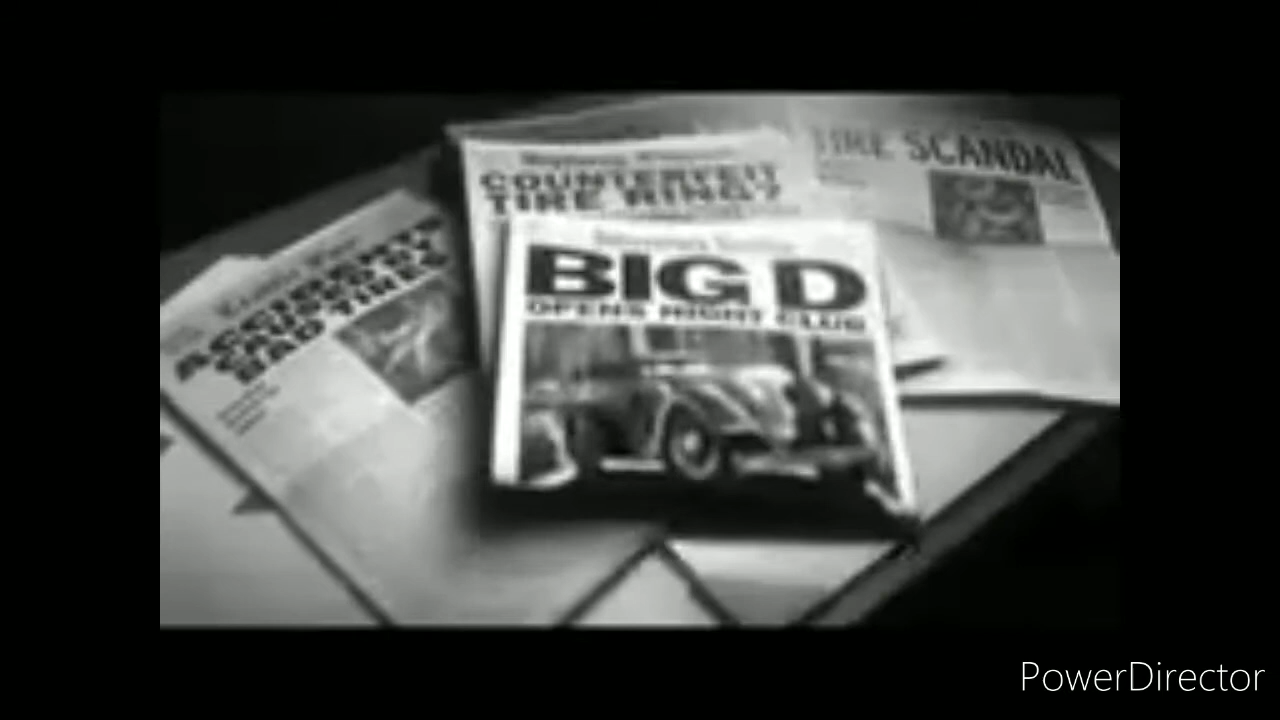 TIRE SCANDAL
COUNTERFEIT
TIRE RING?
ACCIDENTS
CAUSED BY
BAD TIRES
BIG D
OPENS NIGHT CLUB
PowerDirector